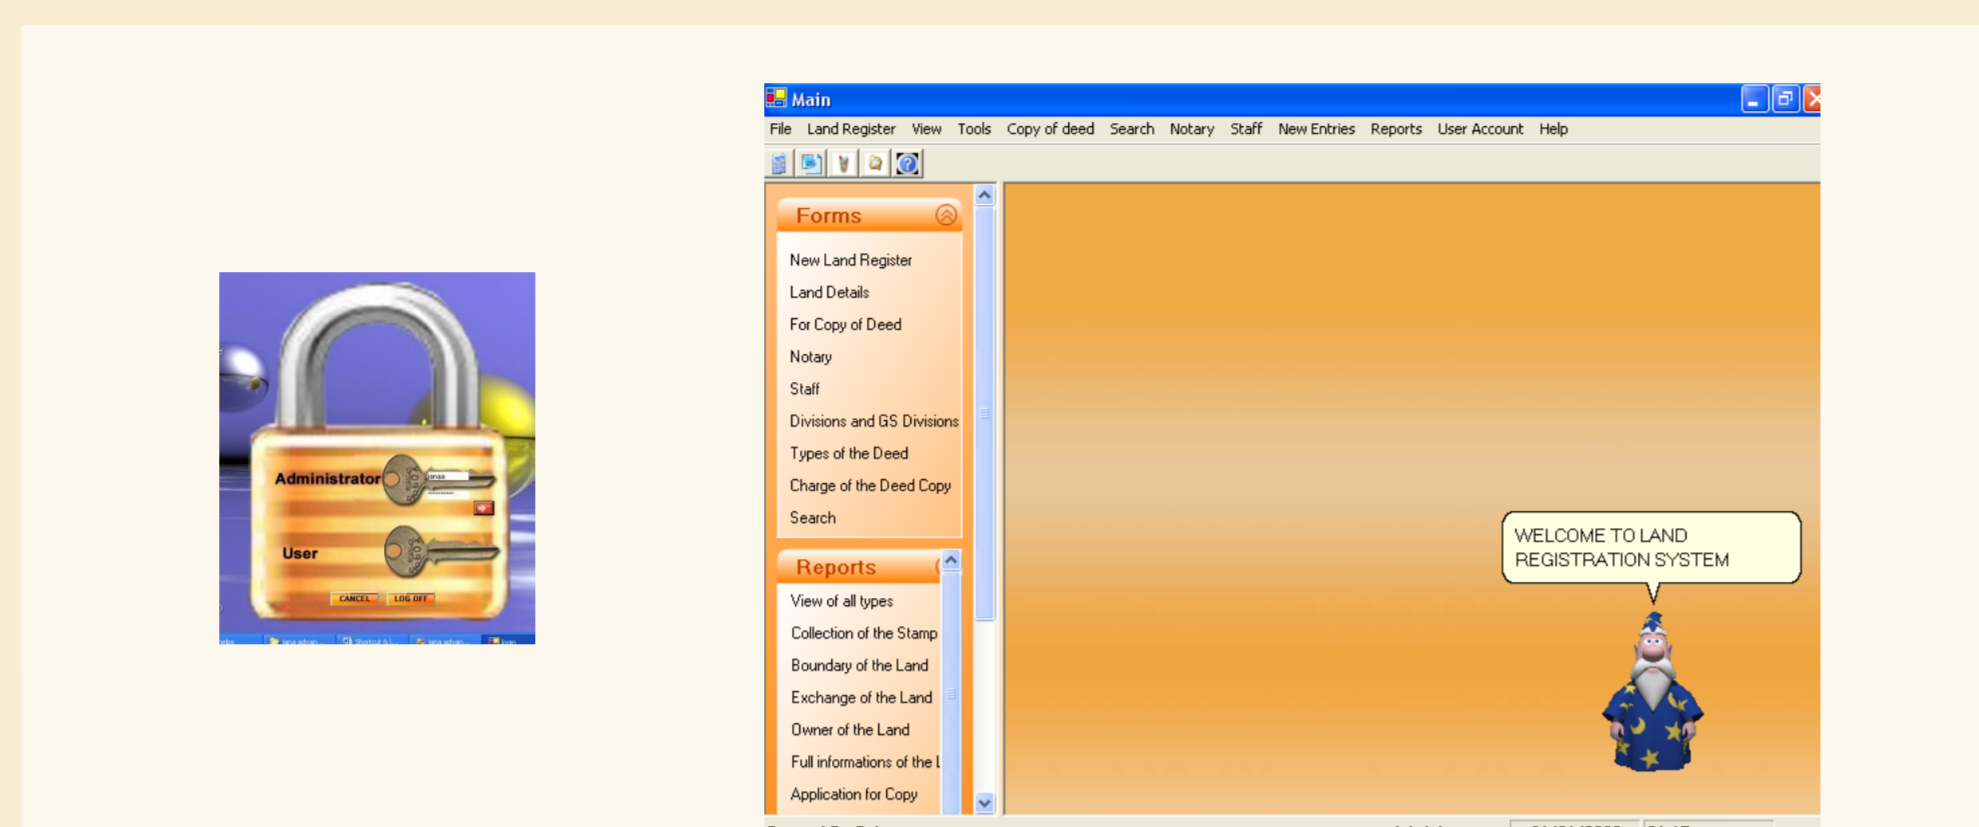 Administrator
User
CANCEL LOG OFF
Main
File Land Register View Tools Copy of deed Search Notary Staff New Entries Reports User Account Help
Forms
New Land Register
Land Details
For Copy of Deed
Notary
Staff
Divisions and GS Divisions
Types of the Deed
Charge of the Deed Copy
Search
Reports
View of all types
Collection of the Stamp
Boundary of the Land
Exchange of the Land
Owner of the Land
Full informations of the L
Application for Copy
WELCOME TO LAND
REGISTRATION SYSTEM